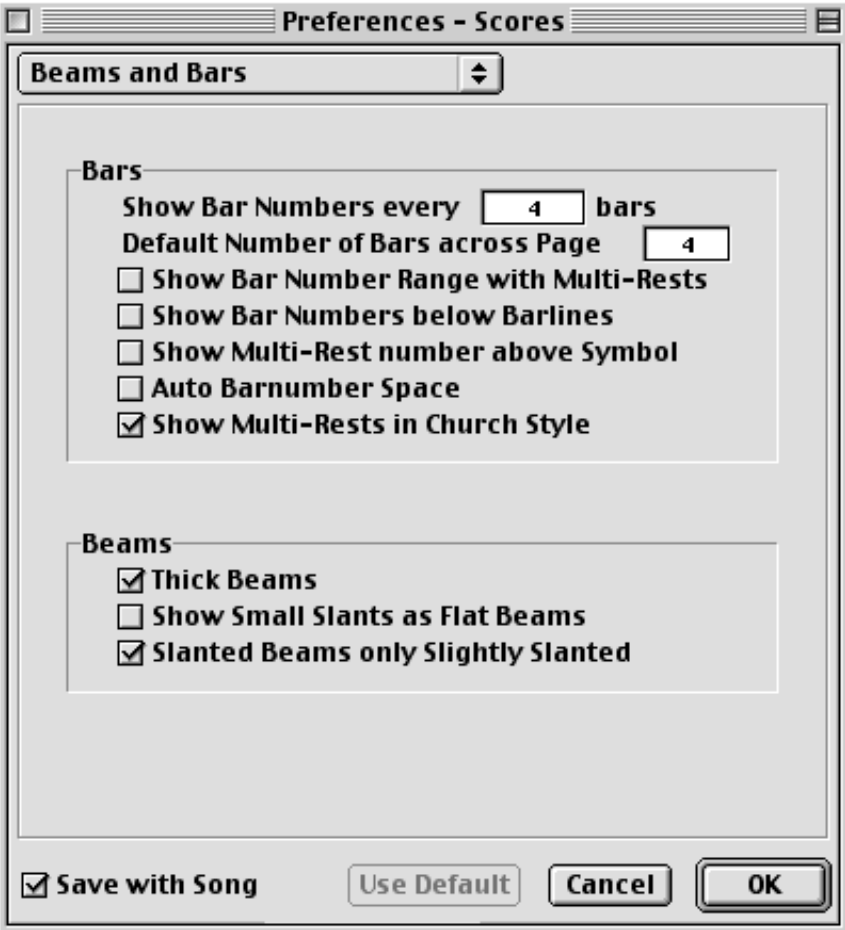 Preferences - Scores
Beams and Bars
Bars
Show Bar Numbers every 4 bars
Default Number of Bars across Page 4
Show Bar Number Range with Multi-Rests
Show Bar Numbers below Barlines
Show Multi-Rest number above Symbol
Auto Barnumber Space
Show Multi-Rests in Church Style
Beams
Thick Beams
Show Small Slants as Flat Beams
Slanted Beams only Slightly Slanted
Save with Song Use Default Cancel OK